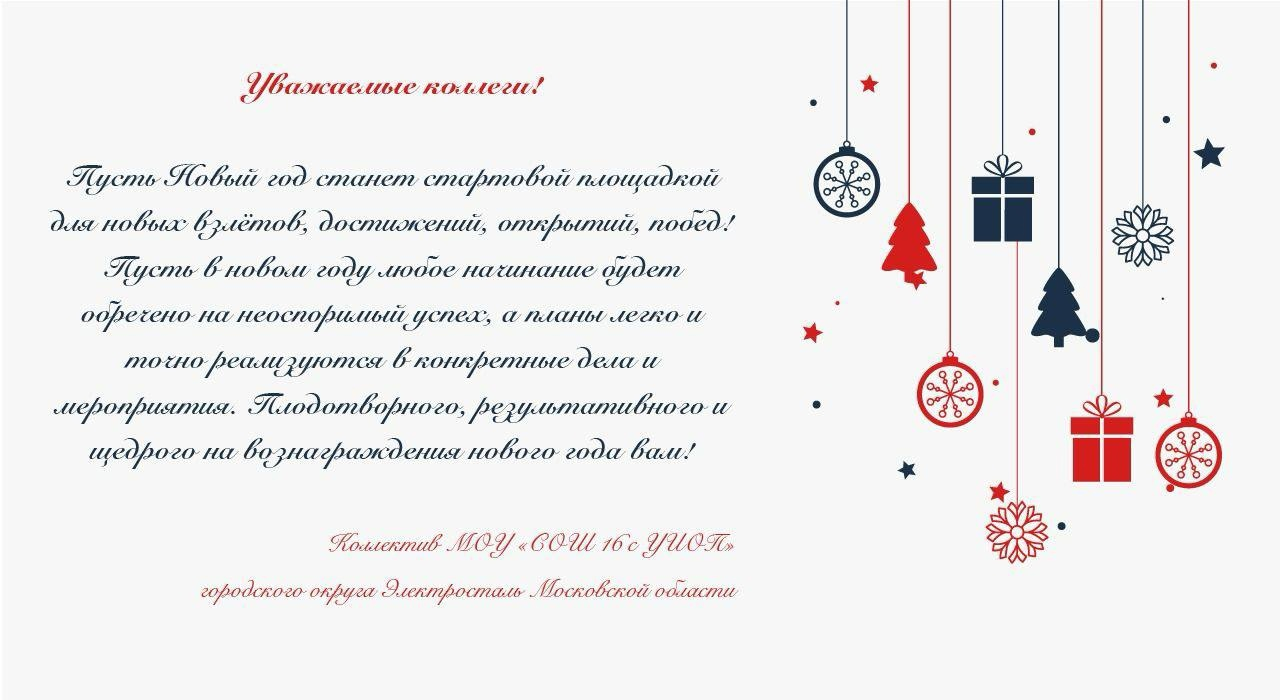 Уважаемые коллеги!
Пусть Новый год станет стартовой площадкой
для новых взлётов, достижений, открытий, побед!
Пусть в новом году любое начинание будет
обречено на неоспоримый успех, а планы легко и
точно реализуются в конкретные дела и
мероприятия. Плодотворного, результативного и
щедрого на вознаграждения нового года вам!
Коллектив МОУ «СОШ 16 с УИОП»
городского округа Электросталь Московской области